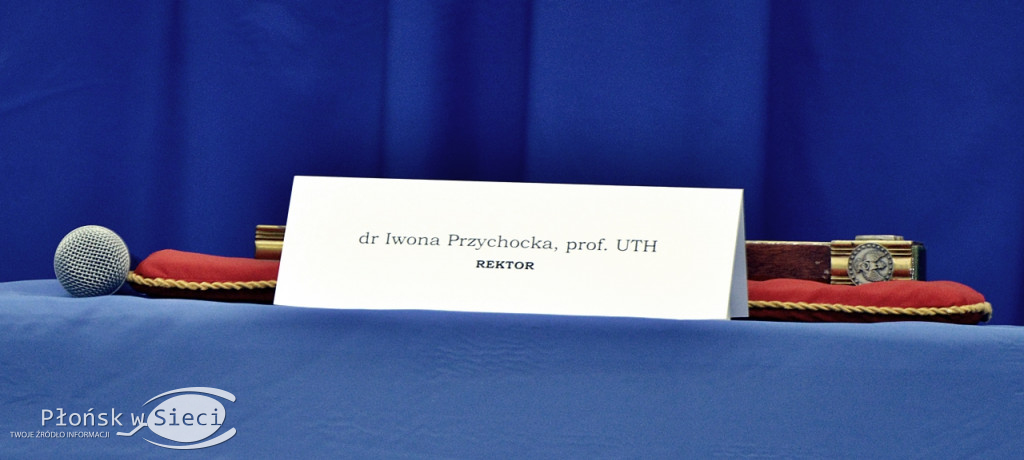 dr Iwona Przychocka, prof. UTH
REKTOR
Płońsk w Sieci
TWOJE ŹRÓDŁO INFORMACJI